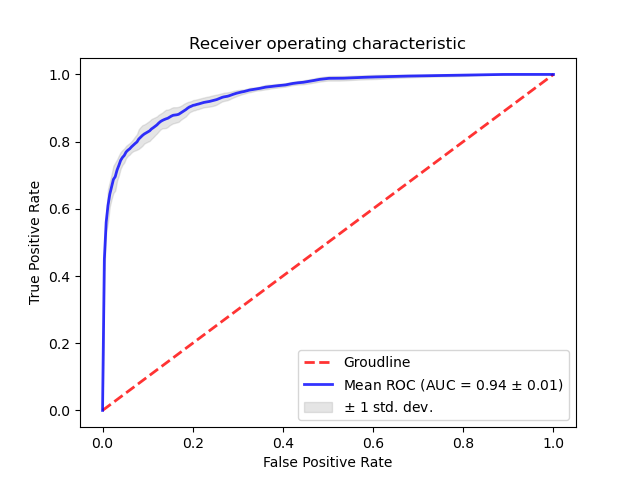 Receiver operating characteristic
True Positive Rate
1.0
0.8
0.6
0.4
0.2
0.0
Groudline
Mean ROC (AUC = 0.94 ± 0.01)
± 1 std. dev.
0.0 0.2 0.4 0.6 0.8 1.0
False Positive Rate